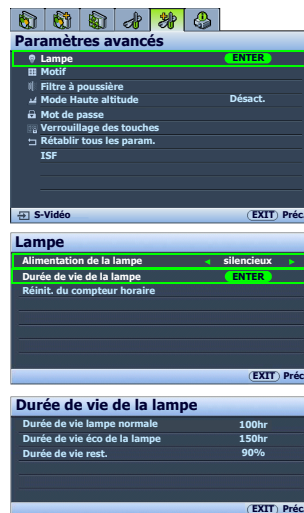 Paramètres avancés
Lampe ENTER
Motif
Filtre à poussière
Mode Haute altitude Désact.
Mot de passe
Verrouillage des touches
Rétablir tous les param.
ISF
S-Vidéo EXIT Préc.
Lampe
Alimentation de la lampe silencieux
Durée de vie de la lampe ENTER
Réinit. du compteur horaire
EXIT Préc
Durée de vie de la lampe
Durée de vie lampe normale 100hr
Durée de vie éco de la lampe 150hr
Durée de vie rest. 90%
EXIT Préc